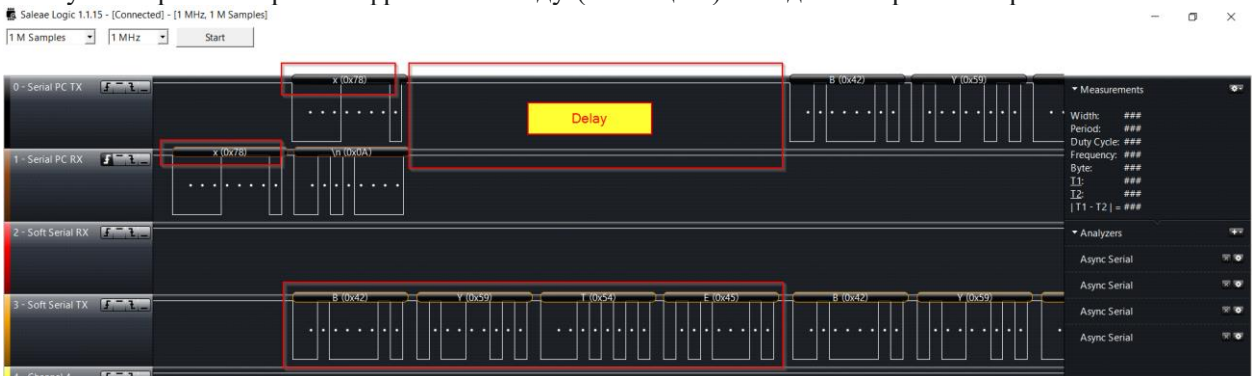 Saleae Logic 1.1.15 - [Connected] - [1 MHz, 1 M Samples]
1 M Samples 1 MHz Start
0 - Serial PC TX x (0x78) B (0x42) Y (0x59)
Delay
1 - Serial PC RX x (0x78) \n (0x0A)
2 - Soft Serial RX
3 - Soft Serial TX B (0x42) Y (0x59) T (0x54) E (0x45) B (0x42) Y (0x59)
Measurements
Width: ###
Period: ###
Duty Cycle: ###
Frequency: ###
Byte: ###
T1: ###
T2: ###
| T1 - T2 | = ###
Analyzers
Async Serial
Async Serial
Async Serial
Async Serial